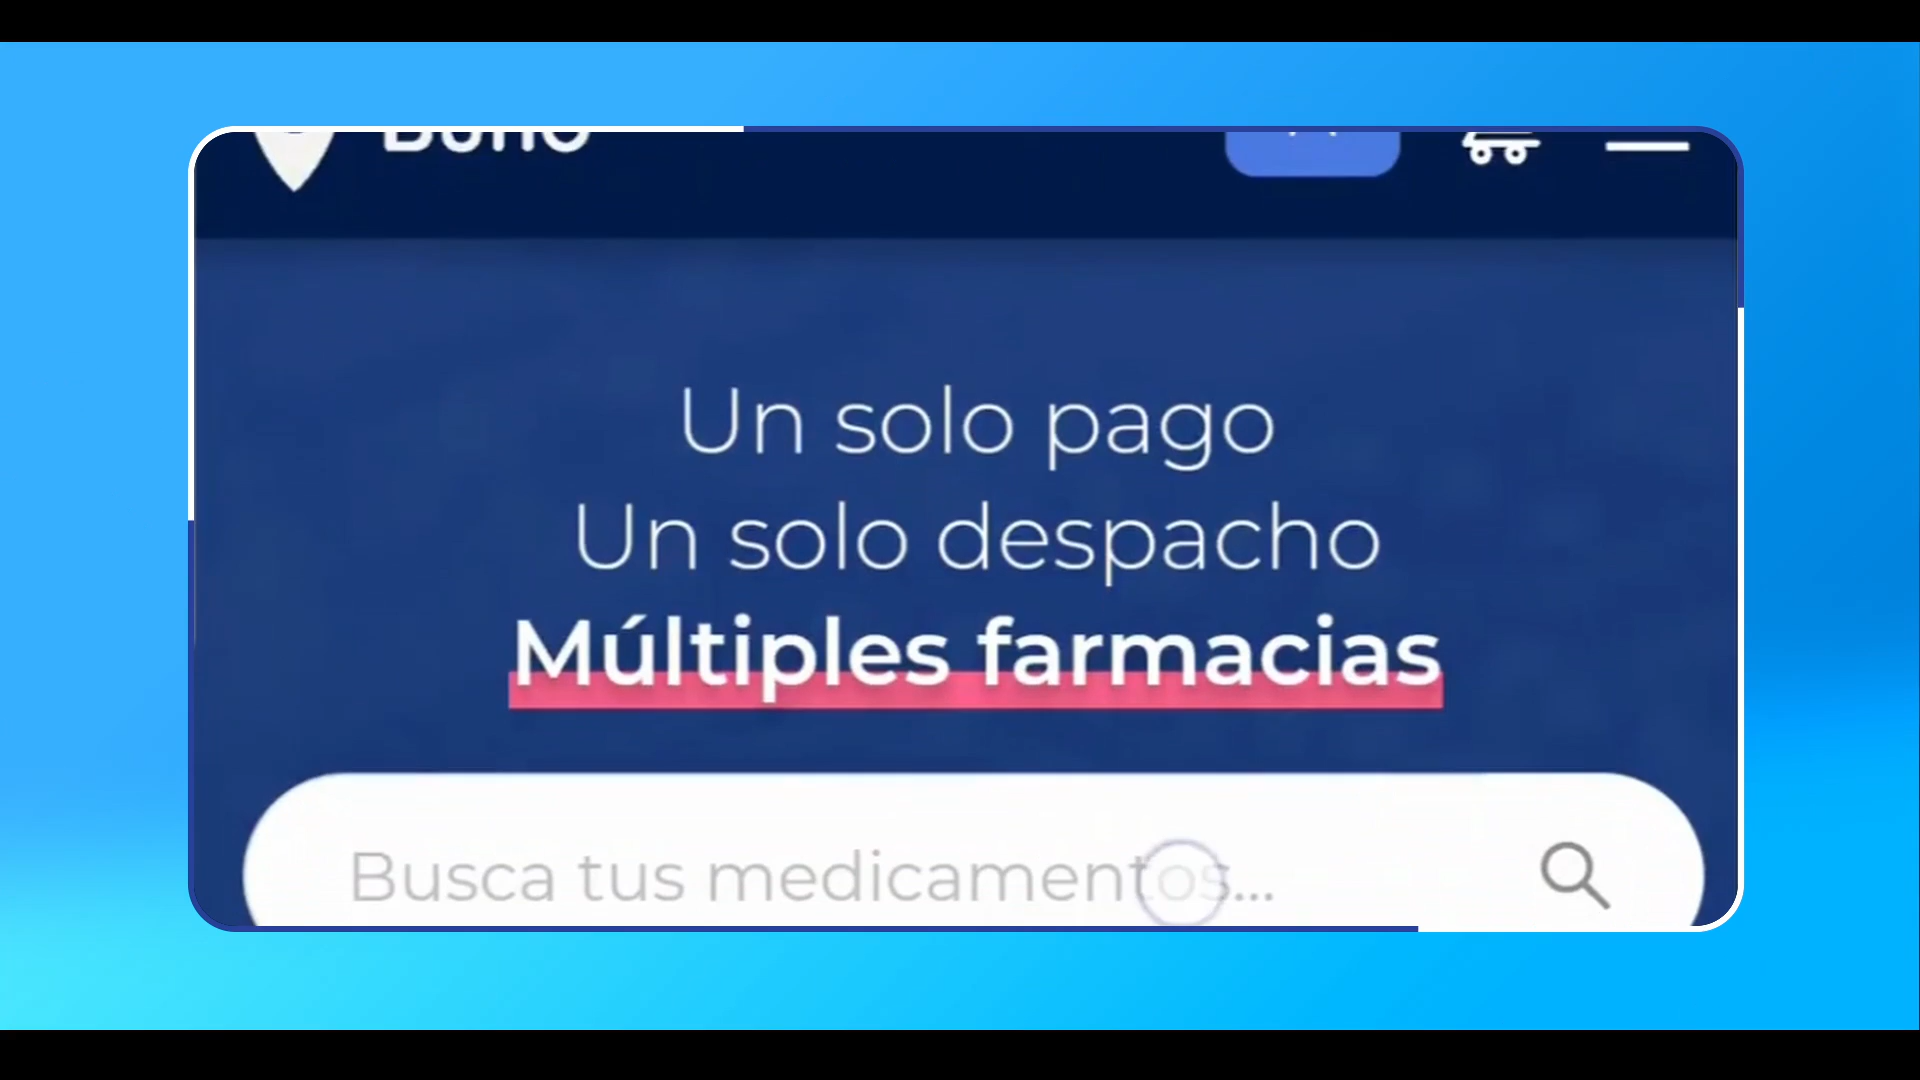 Un solo pago
Un solo despacho
Múltiples farmacias
Busca tus medicamentos...